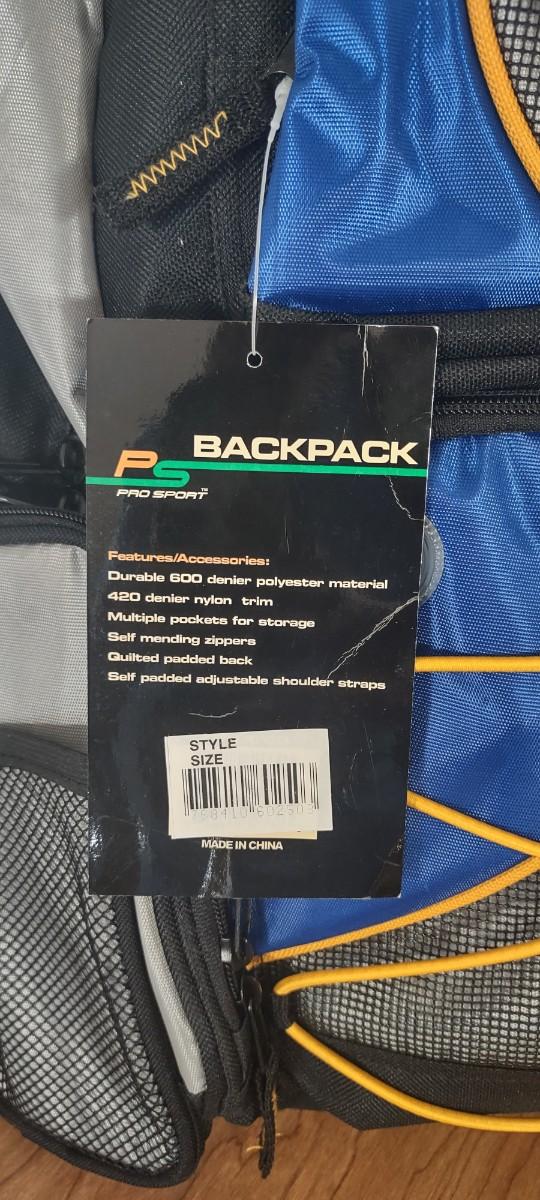 BACKPACK
PS
PRO SPORT™
Features/Accessories:
Durable 600 denier polyester material
420 denier nylon trim
Multiple pockets for storage
Self mending zippers
Quilted padded back
Self padded adjustable shoulder straps
STYLE
SIZE
MADE IN CHINA